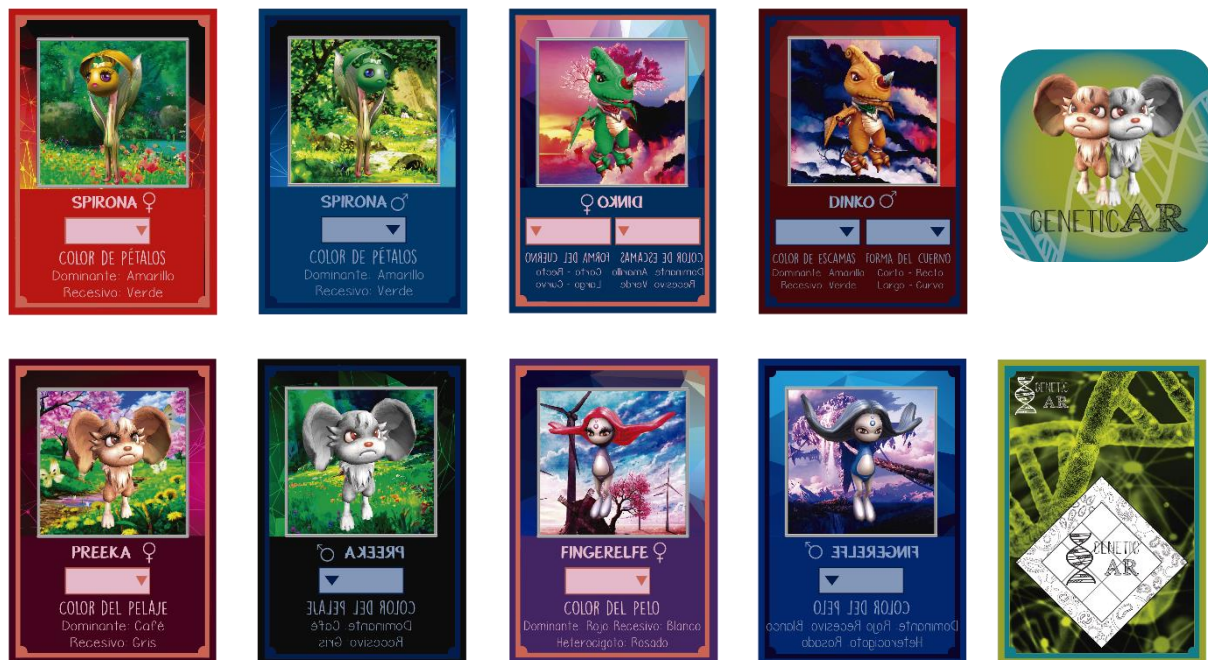 SPIRONA ♀
COLOR DE PÉTALOS
Dominante: Amarillo
Recesivo: Verde
SPIRONA ♂
COLOR DE PÉTALOS
Dominante: Amarillo
Recesivo: Verde
DINKO ♀
COLOR DE ESCAMAS FORMA DEL CUERNO
Dominante: Amarillo Corto - Recto
Recesivo: Verde Largo - Curvo
DINKO ♂
COLOR DE ESCAMAS FORMA DEL CUERNO
Dominante: Amarillo Corto - Recto
Recesivo: Verde Largo - Curvo
GENETICAR
PREEKA ♀
COLOR DEL PELAJE
Dominante: Café
Recesivo: Gris
PREEKA ♂
COLOR DEL PELAJE
Dominante: Café
Recesivo: Gris
FINGERELFE ♀
COLOR DEL PELO
Dominante: Rojo Recesivo: Blanco
Heterocigoto: Rosado
FINGERELFE ♂
COLOR DEL PELO
Dominante: Rojo Recesivo: Blanco
Heterocigoto: Rosado
GENETIC
AR
GENETIC
AR